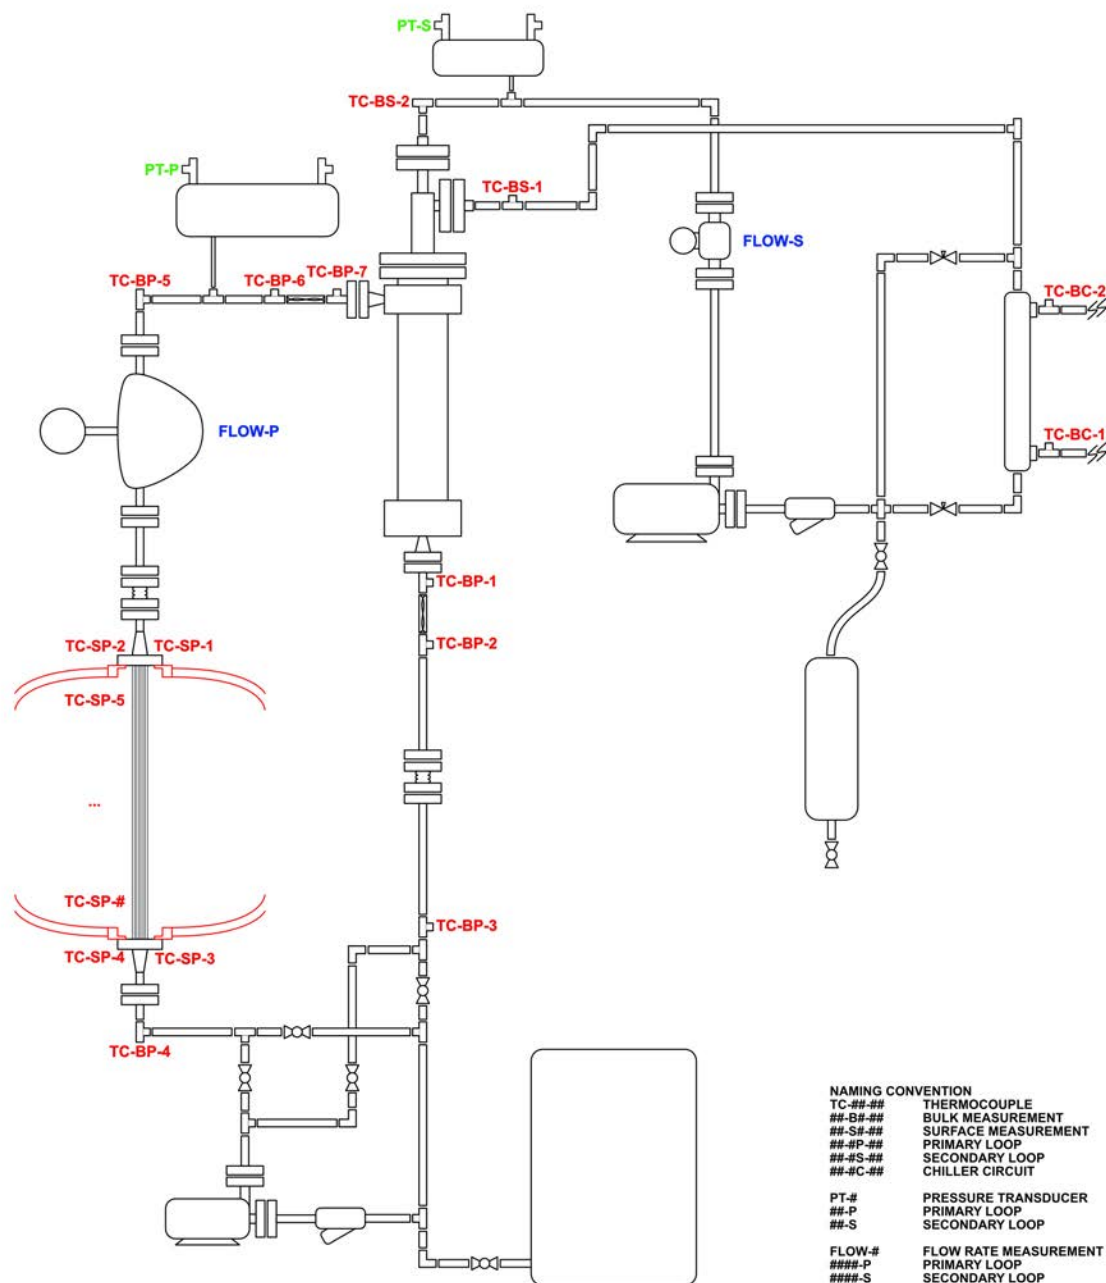 PT-S
TC-BS-2
PT-P
TC-BS-1
FLOW-S
TC-BP-5
TC-BP-6
TC-BP-7
TC-BC-2
FLOW-P
TC-BC-1
TC-BP-1
TC-SP-2
TC-SP-1
TC-BP-2
TC-SP-5
...
TC-SP-#
TC-BP-3
TC-SP-4
TC-SP-3
TC-BP-4
NAMING CONVENTION
TC-##-## THERMOCOUPLE
##-B#-## BULK MEASUREMENT
##-S#-## SURFACE MEASUREMENT
##-#P-## PRIMARY LOOP
##-#S-## SECONDARY LOOP
##-#C-## CHILLER CIRCUIT
PT-# PRESSURE TRANSDUCER
##-P PRIMARY LOOP
##-S SECONDARY LOOP
FLOW-# FLOW RATE MEASUREMENT
####-P PRIMARY LOOP
####-S SECONDARY LOOP